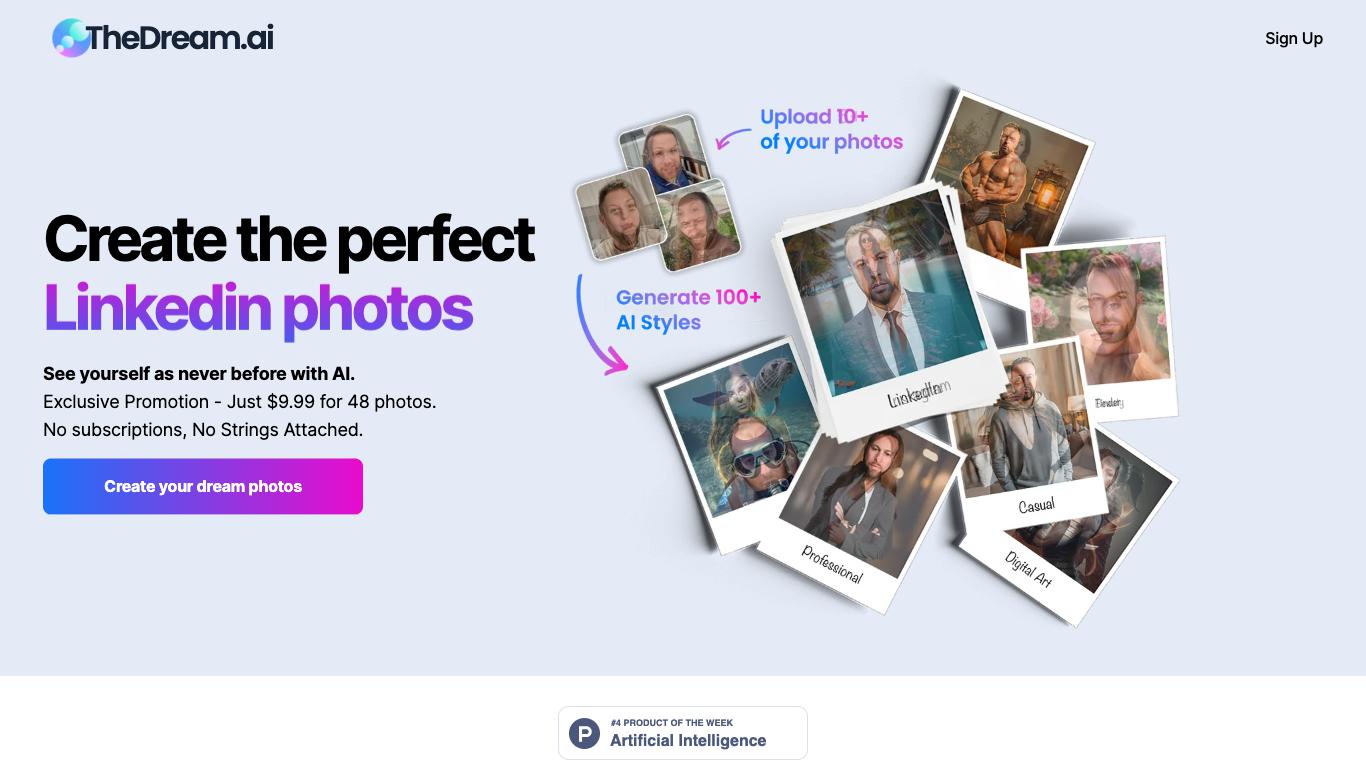 TheDream.ai
Sign Up
Create the perfect
Linkedin photos
See yourself as never before with AI.
Exclusive Promotion - Just $9.99 for 48 photos.
No subscriptions, No Strings Attached.
Create your dream photos
Upload 10+
of your photos
Generate 100+
AI Styles
LinkedIn
Casual
Professional
Digital Art
#4 PRODUCT OF THE WEEK
Artificial Intelligence